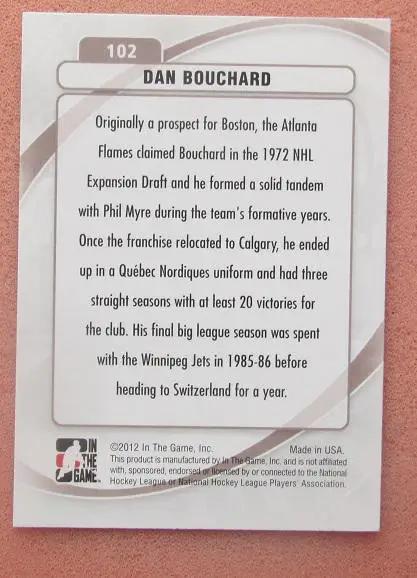 102
DAN BOUCHARD
Originally a prospect for Boston, the Atlanta
Flames claimed Bouchard in the 1972 NHL
Expansion Draft and he formed a solid tandem
with Phil Myre during the team's formative years.
Once the franchise relocated to Calgary, he ended
up in a Québec Nordiques uniform and had three
straight seasons with at least 20 victories for
the club. His final big league season was spent
with the Winnipeg Jets in 1985-86 before
heading to Switzerland for a year.
IN
THE
GAME
©2012 In The Game, Inc. Made in USA.
This product is manufactured by In The Game, Inc. and is not affiliated
with, sponsored, endorsed or licensed by or connected to the National
Hockey League or National Hockey League Players' Association.